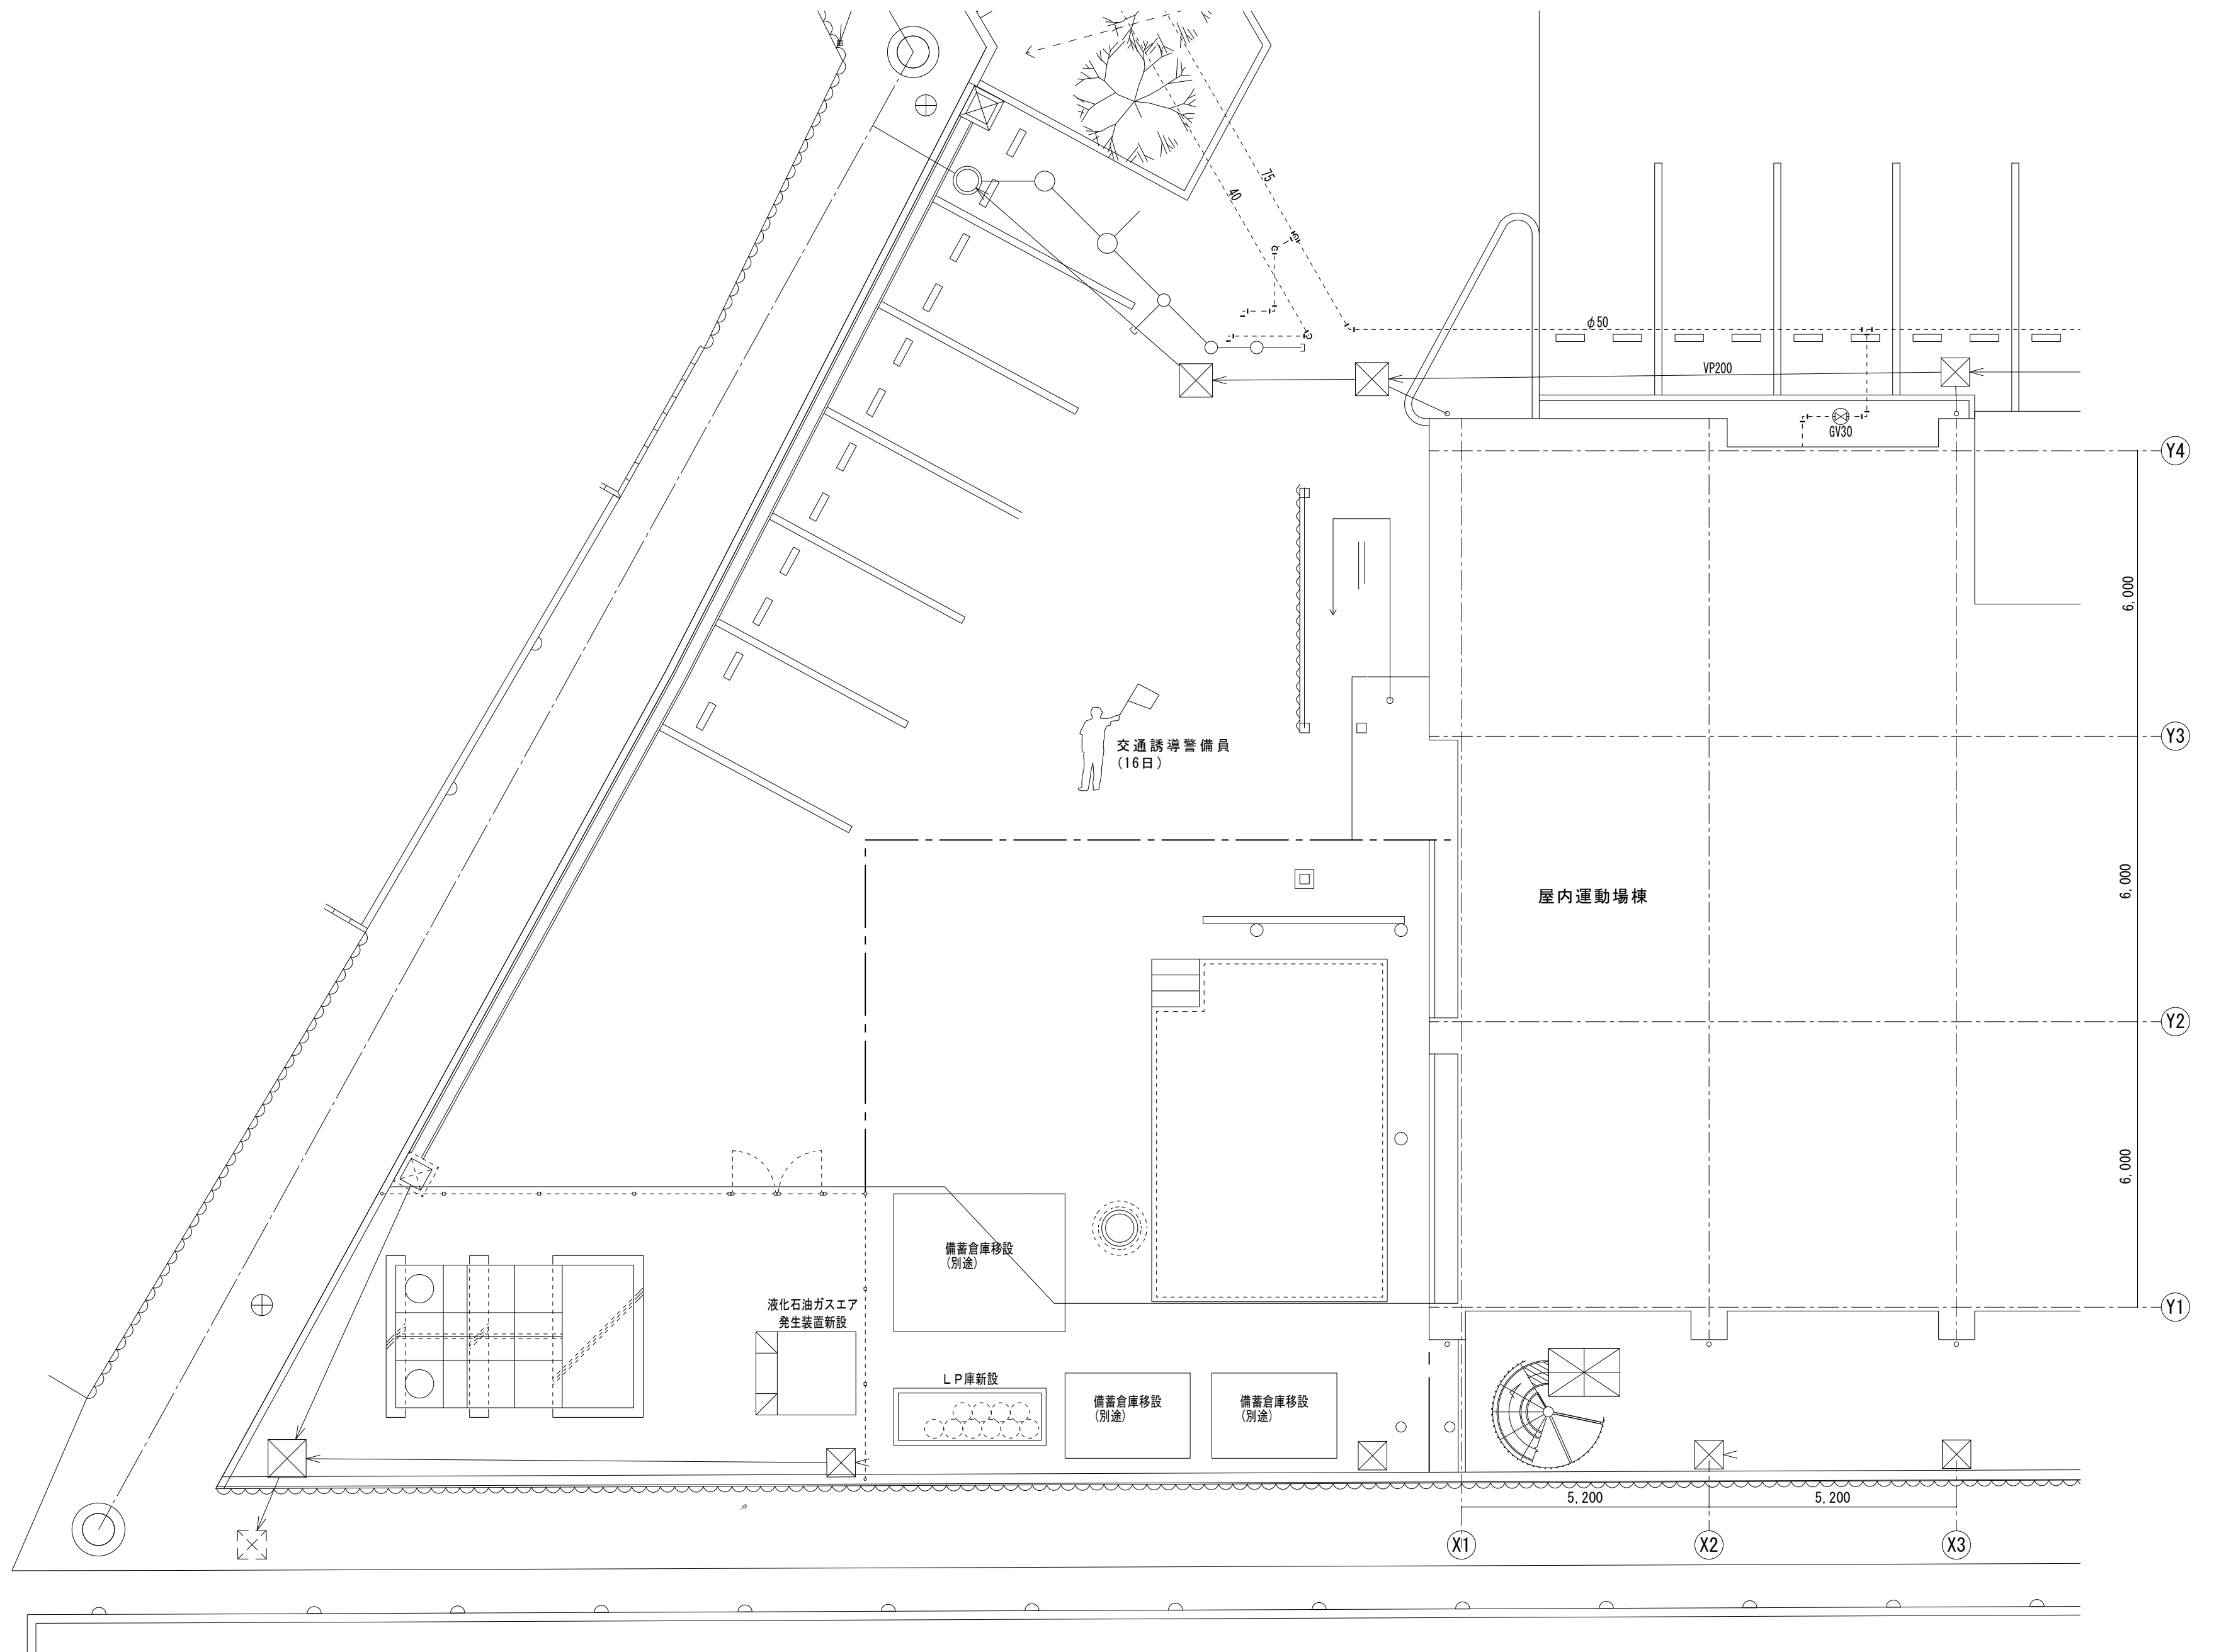 75
40
φ50
VP200
GV30
Y4
6,000
交通誘導警備員
(16日)
Y3
屋内運動場棟
6,000
Y2
6,000
備蓄倉庫移設
(別途)
液化石油ガスエア
発生装置新設
Y1
LP庫新設
備蓄倉庫移設
(別途)
備蓄倉庫移設
(別途)
5,200
5,200
X1
X2
X3